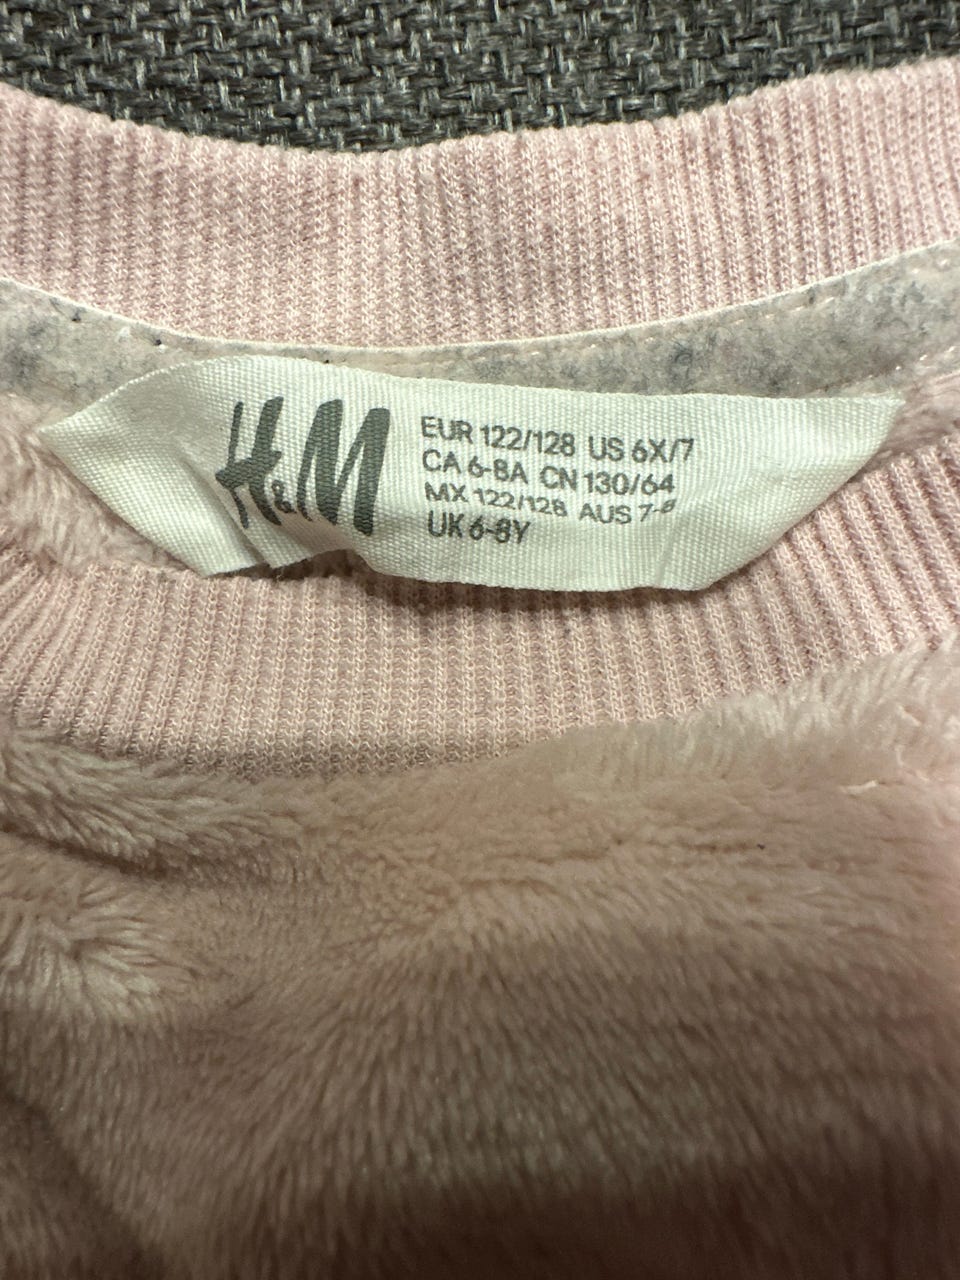 H&M
EUR 122/128 US 6X/7
CA 6-8A CN 130/64
MX 122/128 AUS 7-8
UK 6-8Y